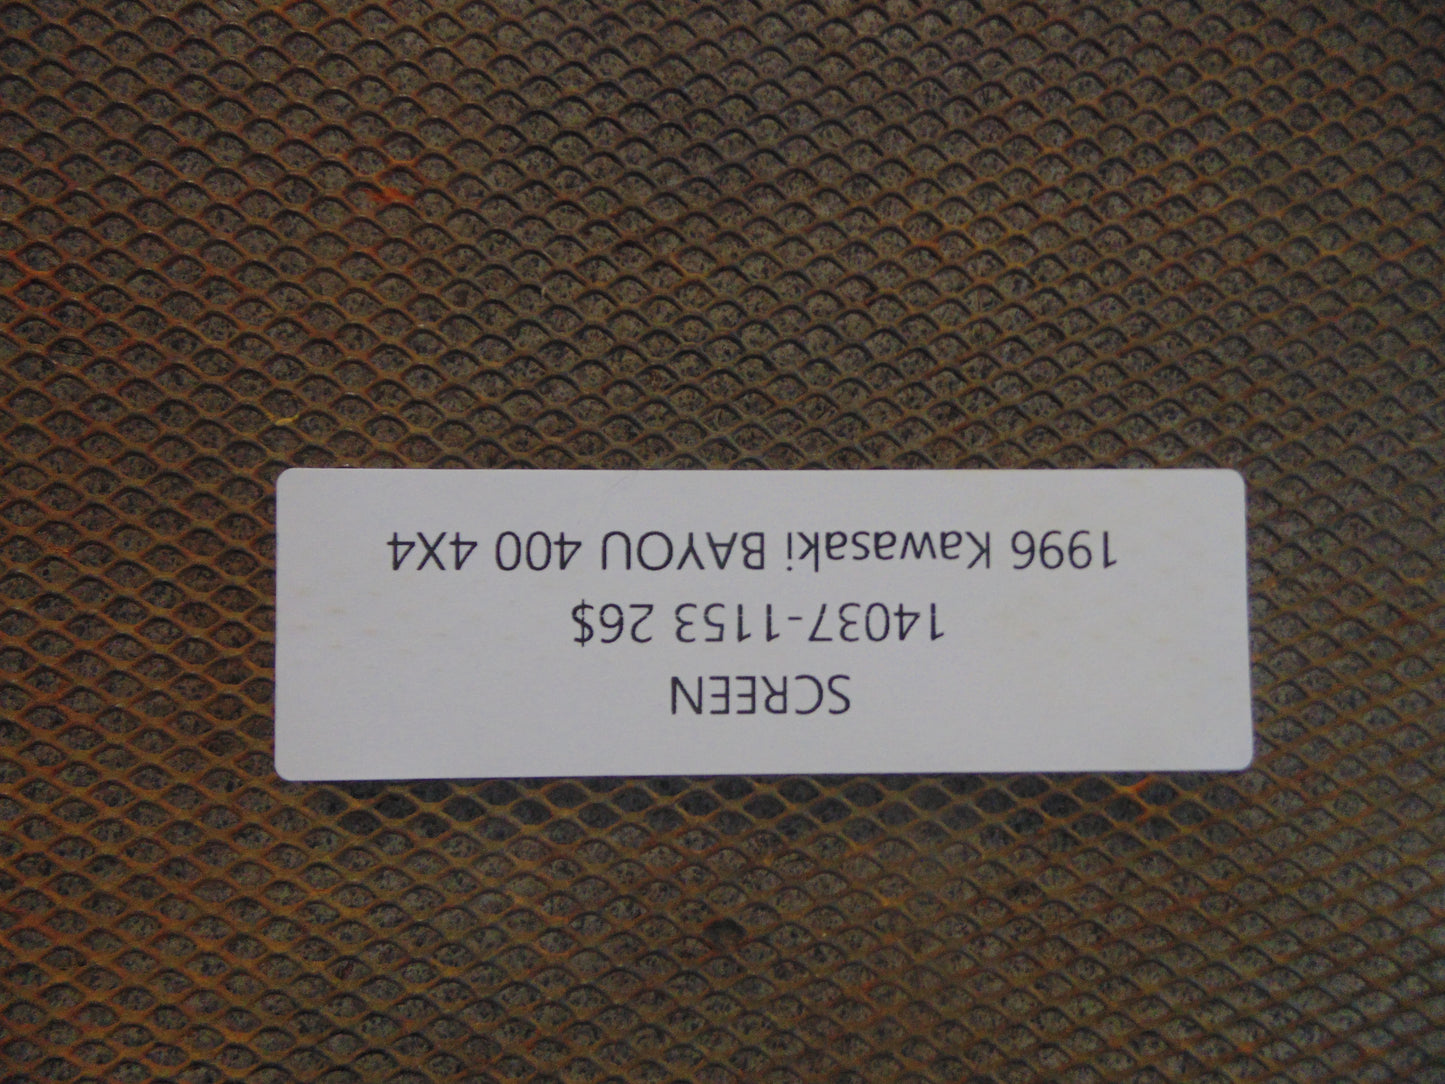 SCREEN
14037-1153 26$
1996 Kawasaki BAYOU 400 4X4